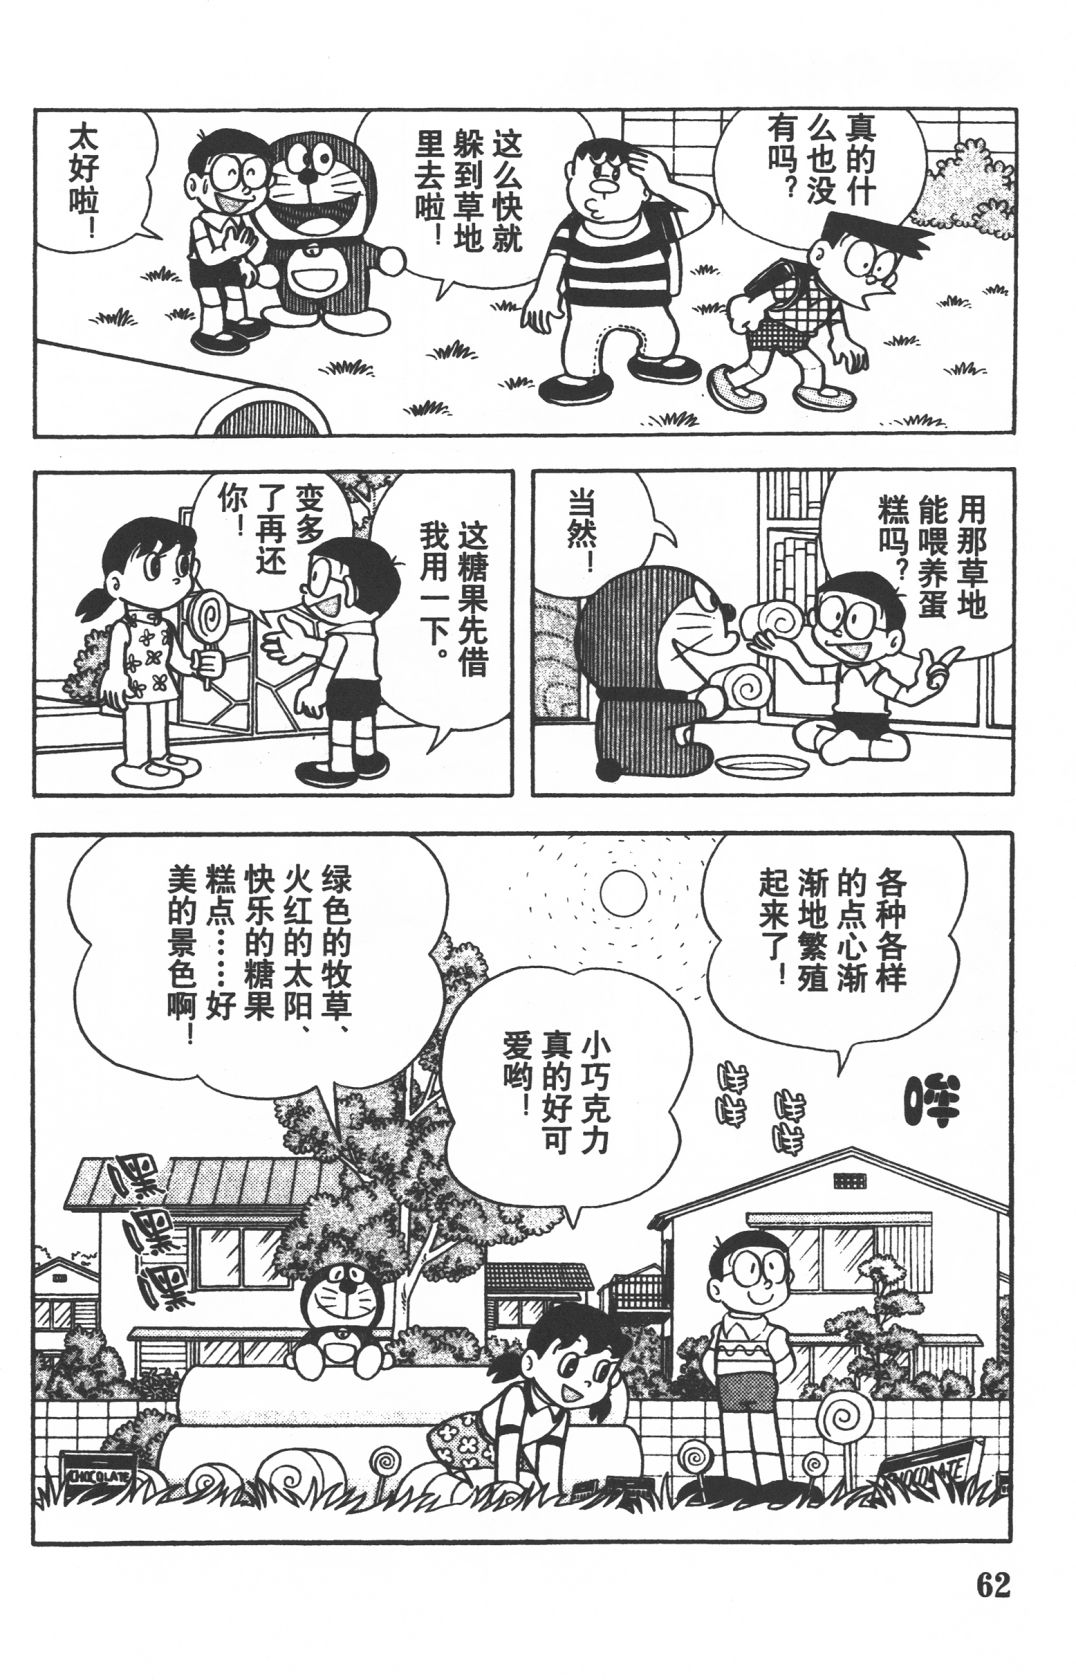 真的什
么也没
有吗？
这么快就
躲到草地
里去啦！
太好啦！
用那草地
能喂养蛋
糕吗？
当然！
这糖果先借
我用一下。
变多
了再还
你！
各种各样
的点心渐
渐地繁殖
起来了！
小巧克力
真的好可
爱哟！
绿色的牧草、
火红的太阳、
快乐的糖果
糕点……好
美的景色啊！
哞
咩咩
咩咩
嘿
嘿
嘿
CHOCOLATE
CHOCOLATE
62